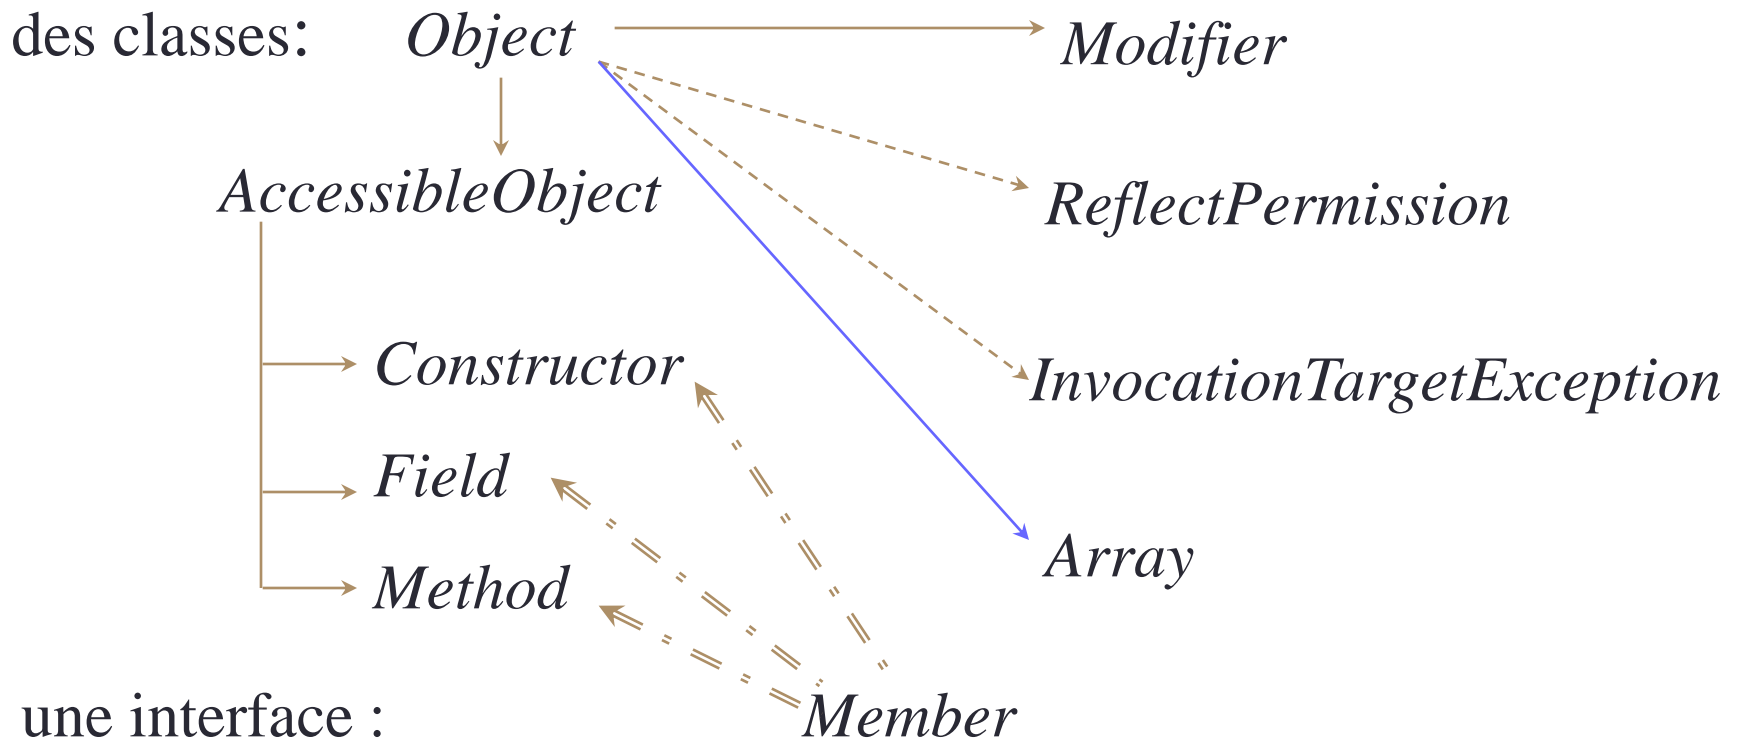 des classes: Object Modifier
AccessibleObject ReflectPermission
Constructor InvocationTargetException
Field
Array
Method
une interface : Member